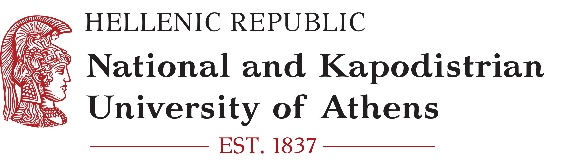 HELLENIC REPUBLIC
National and Kapodistrian
University of Athens
EST. 1837